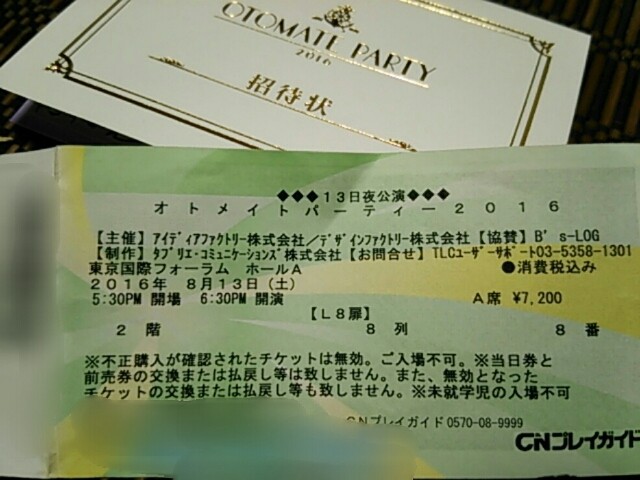 OTOMATE PARTY
2016
招待状
◆◆◆13日夜公演◆◆◆
オトメイトパーティー2016
【主催】アイディアファクトリー株式会社/デザインファクトリー株式会社【協賛】B's-LOG
【制作】タブリエ・コミュニケーションズ株式会社【お問合せ】TLCユーザーサポート03-5358-1301
東京国際フォーラム ホールA ●消費税込み
2016年 8月13日(土)
5:30PM 開場 6:30PM 開演 A席 ¥7,200
【L8扉】
2階 8列 8番
※不正購入が確認されたチケットは無効。ご入場不可。※当日券と
前売券の交換または払戻し等は致しません。また、無効となった
チケットの交換または払戻し等も致しません。※未就学児の入場不可
CNプレイガイド0570-08-9999
CNプレイガイド